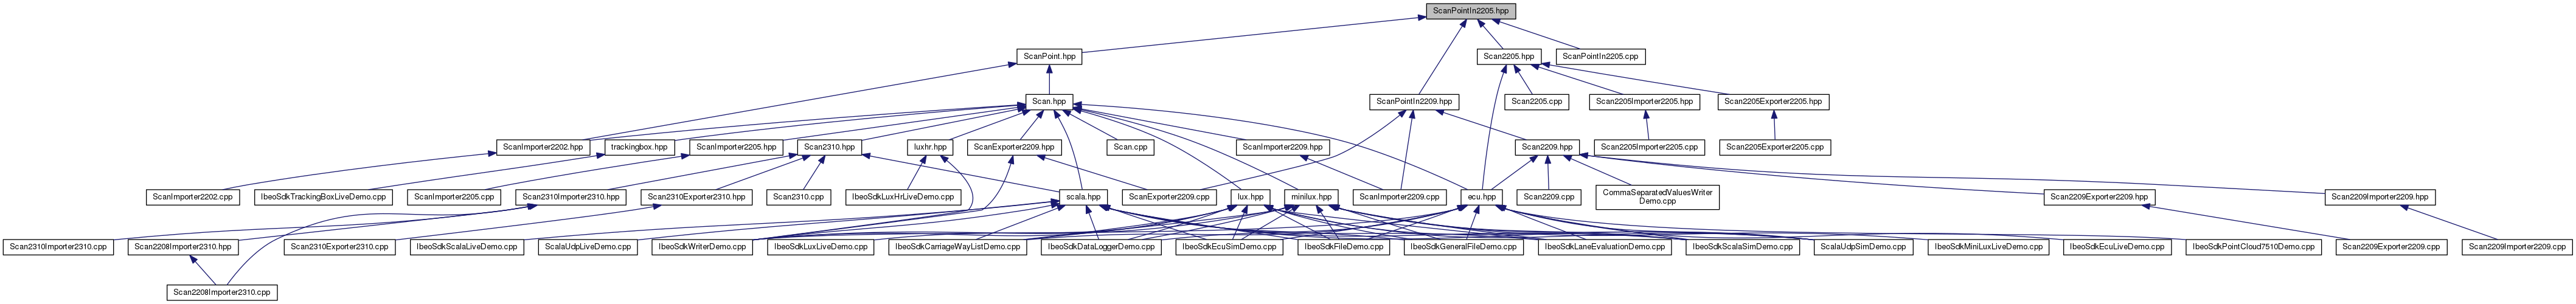 ScanPointIn2205.hpp
ScanPoint.hpp
Scan2205.hpp
ScanPointIn2205.cpp
Scan.hpp
ScanPointIn2209.hpp
Scan2205.cpp
Scan2205Importer2205.hpp
Scan2205Exporter2205.hpp
ScanImporter2202.hpp
trackingbox.hpp
ScanImporter2205.hpp
Scan2310.hpp
luxhr.hpp
ScanExporter2209.hpp
Scan.cpp
ScanImporter2209.hpp
Scan2209.hpp
Scan2205Importer2205.cpp
Scan2205Exporter2205.cpp
ScanImporter2202.cpp
IbeoSdkTrackingBoxLiveDemo.cpp
ScanImporter2205.cpp
Scan2310Importer2310.hpp
Scan2310Exporter2310.hpp
Scan2310.cpp
IbeoSdkLuxHrLiveDemo.cpp
scala.hpp
ScanExporter2209.cpp
lux.hpp
minilux.hpp
ScanImporter2209.cpp
ecu.hpp
Scan2209.cpp
CommaSeparatedValuesWriter
Demo.cpp
Scan2209Exporter2209.hpp
Scan2209Importer2209.hpp
Scan2310Importer2310.cpp
Scan2208Importer2310.hpp
Scan2310Exporter2310.cpp
IbeoSdkScalaLiveDemo.cpp
ScalaUdpLiveDemo.cpp
IbeoSdkWriterDemo.cpp
IbeoSdkLuxLiveDemo.cpp
IbeoSdkCarriageWayListDemo.cpp
IbeoSdkDataLoggerDemo.cpp
IbeoSdkEcuSimDemo.cpp
IbeoSdkFileDemo.cpp
IbeoSdkGeneralFileDemo.cpp
IbeoSdkLaneEvaluationDemo.cpp
IbeoSdkScalaSimDemo.cpp
ScalaUdpSimDemo.cpp
IbeoSdkMiniLuxLiveDemo.cpp
IbeoSdkEcuLiveDemo.cpp
IbeoSdkPointCloud7510Demo.cpp
Scan2209Exporter2209.cpp
Scan2209Importer2209.cpp
Scan2208Importer2310.cpp